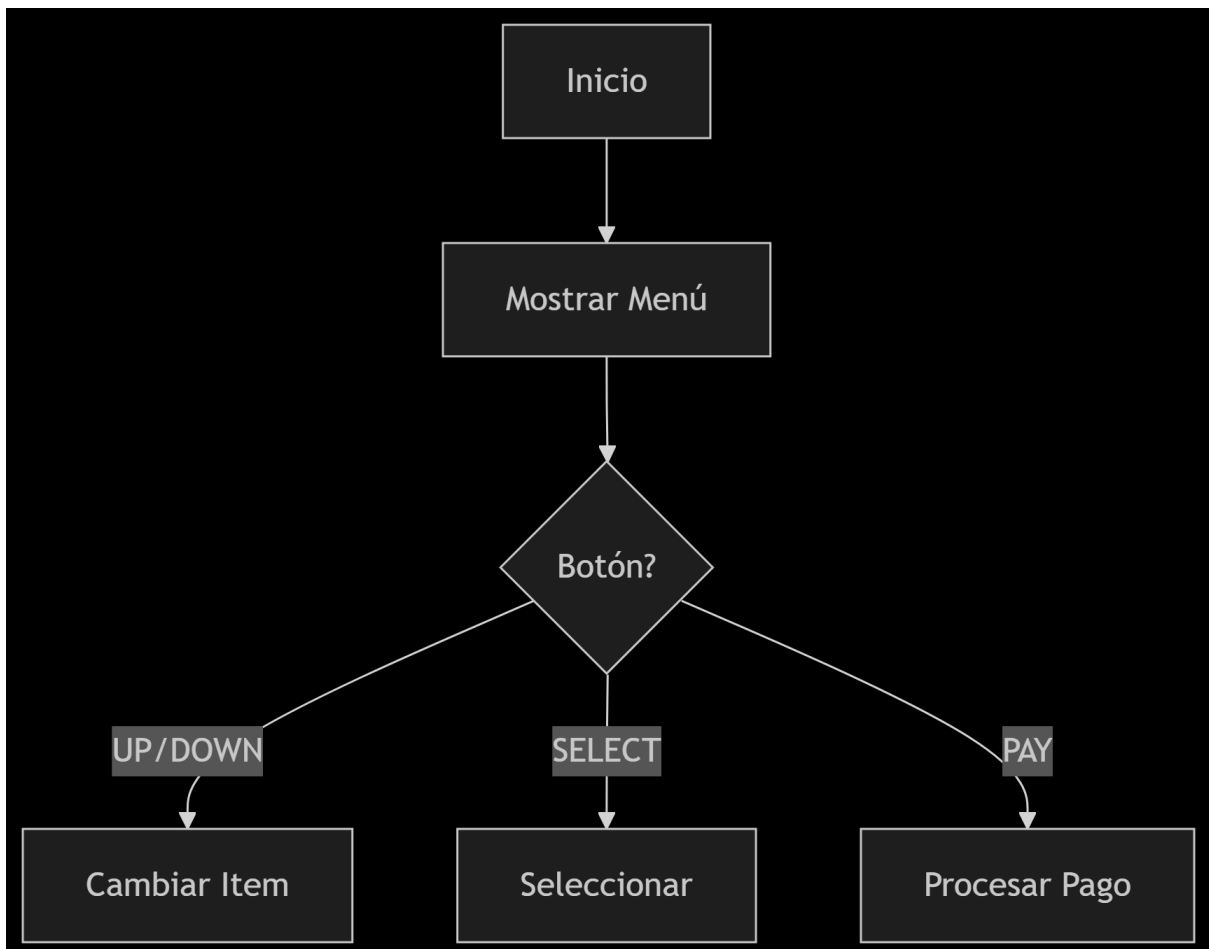 Inicio
Mostrar Menú
Botón?
UP/DOWN
SELECT
PAY
Cambiar Item
Seleccionar
Procesar Pago